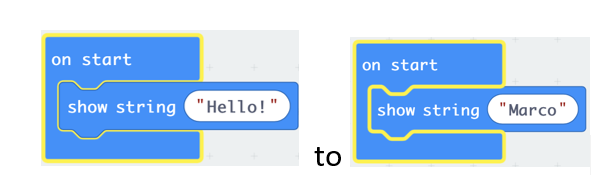 on start
show string "Hello!"
to
on start
show string "Marco"